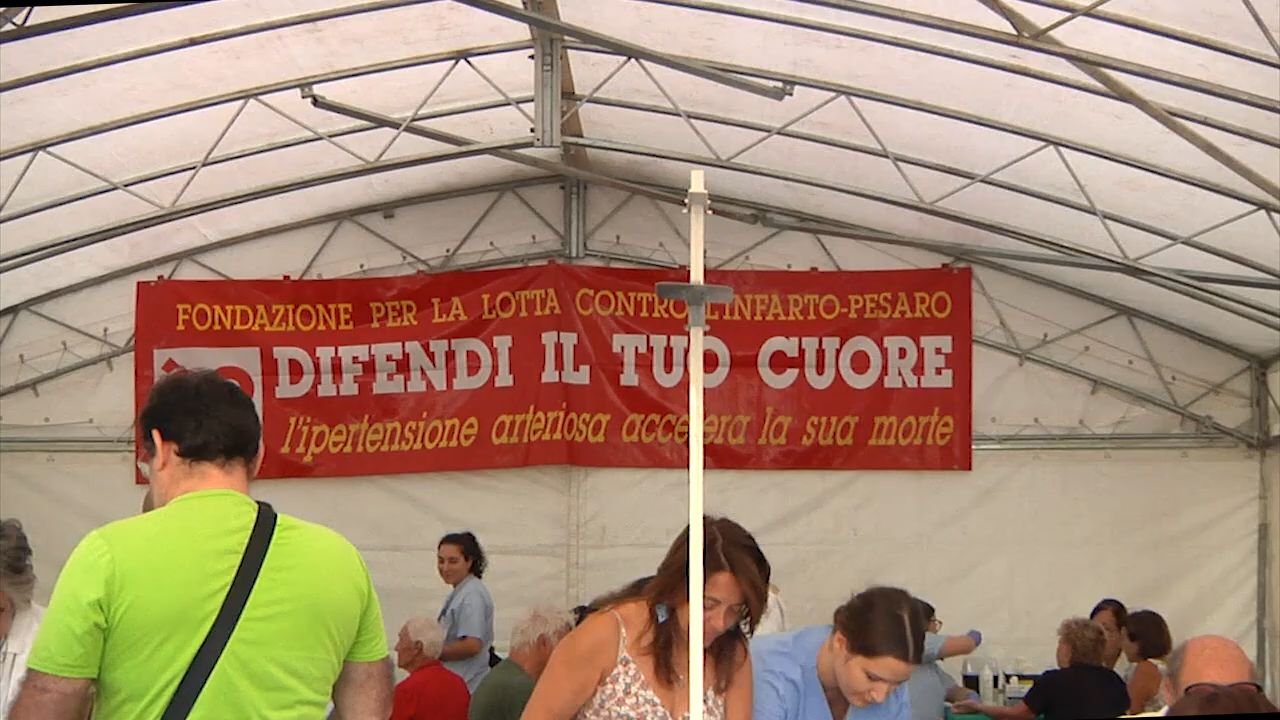 FONDAZIONE PER LA LOTTA CONTRO L'INFARTO-PESARO
DIFENDI IL TUO CUORE
l'ipertensione arteriosa accelera la sua morte